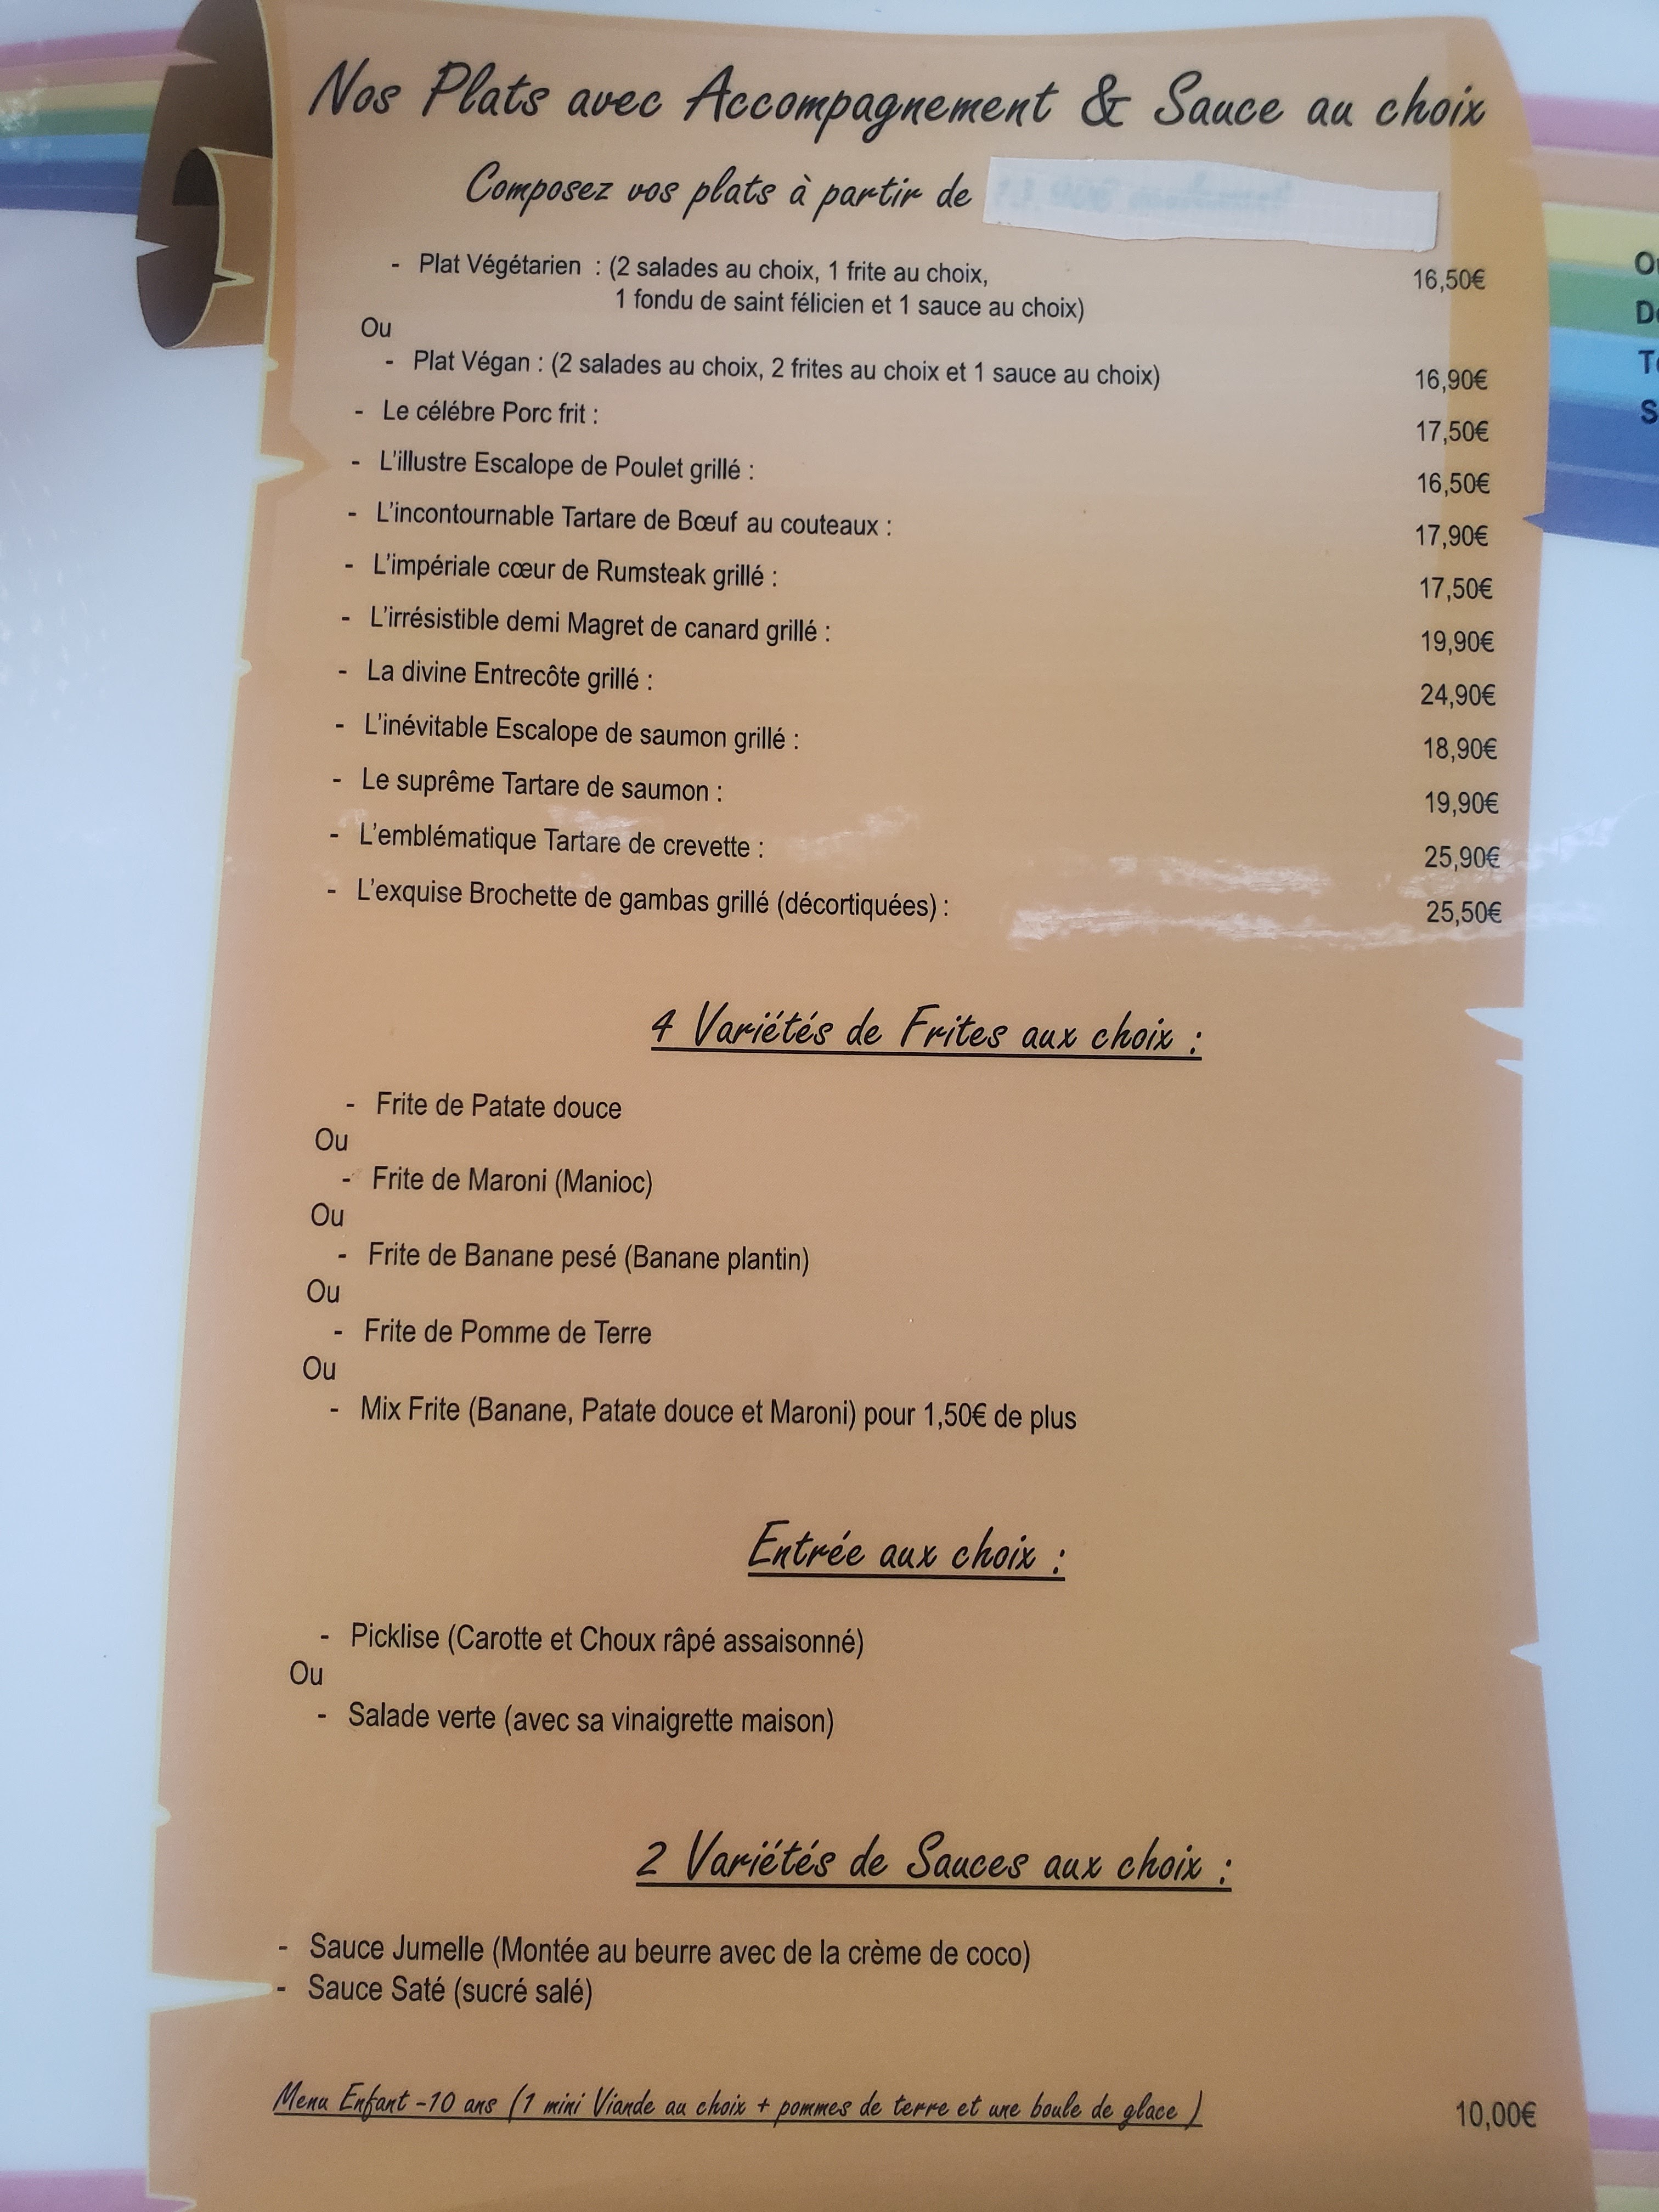 Nos Plats avec Accompagnement & Sauce au choix
Composez vos plats à partir de
- Plat Végétarien : (2 salades au choix, 1 frite au choix, 16,50€
1 fondu de saint félicien et 1 sauce au choix)
Ou
- Plat Végan : (2 salades au choix, 2 frites au choix et 1 sauce au choix) 16,90€
- Le célébre Porc frit : 17,50€
- L'illustre Escalope de Poulet grillé : 16,50€
- L'incontournable Tartare de Bœuf au couteaux : 17,90€
- L'impériale cœur de Rumsteak grillé : 17,50€
- L'irrésistible demi Magret de canard grillé : 19,90€
- La divine Entrecôte grillé : 24,90€
- L'inévitable Escalope de saumon grillé : 18,90€
- Le suprême Tartare de saumon : 19,90€
- L'emblématique Tartare de crevette : 25,90€
- L'exquise Brochette de gambas grillé (décortiquées) : 25,50€
4 Variétés de Frites aux choix :
- Frite de Patate douce
Ou
- Frite de Maroni (Manioc)
Ou
- Frite de Banane pesé (Banane plantin)
Ou
- Frite de Pomme de Terre
Ou
- Mix Frite (Banane, Patate douce et Maroni) pour 1,50€ de plus
Entrée aux choix :
- Picklise (Carotte et Choux râpé assaisonné)
Ou
- Salade verte (avec sa vinaigrette maison)
2 Variétés de Sauces aux choix :
- Sauce Jumelle (Montée au beurre avec de la crème de coco)
- Sauce Saté (sucré salé)
Menu Enfant -10 ans (1 mini Viande au choix + pommes de terre et une boule de glace ) 10,00€